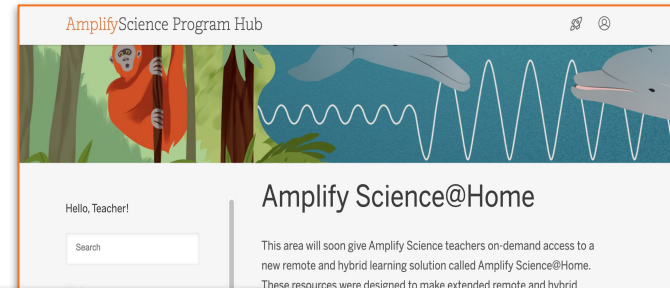 AmplifyScience Program Hub
Hello, Teacher!
Search
Amplify Science@Home
This area will soon give Amplify Science teachers on-demand access to a
new remote and hybrid learning solution called Amplify Science@Home.
These resources were designed to make extended remote and hybrid